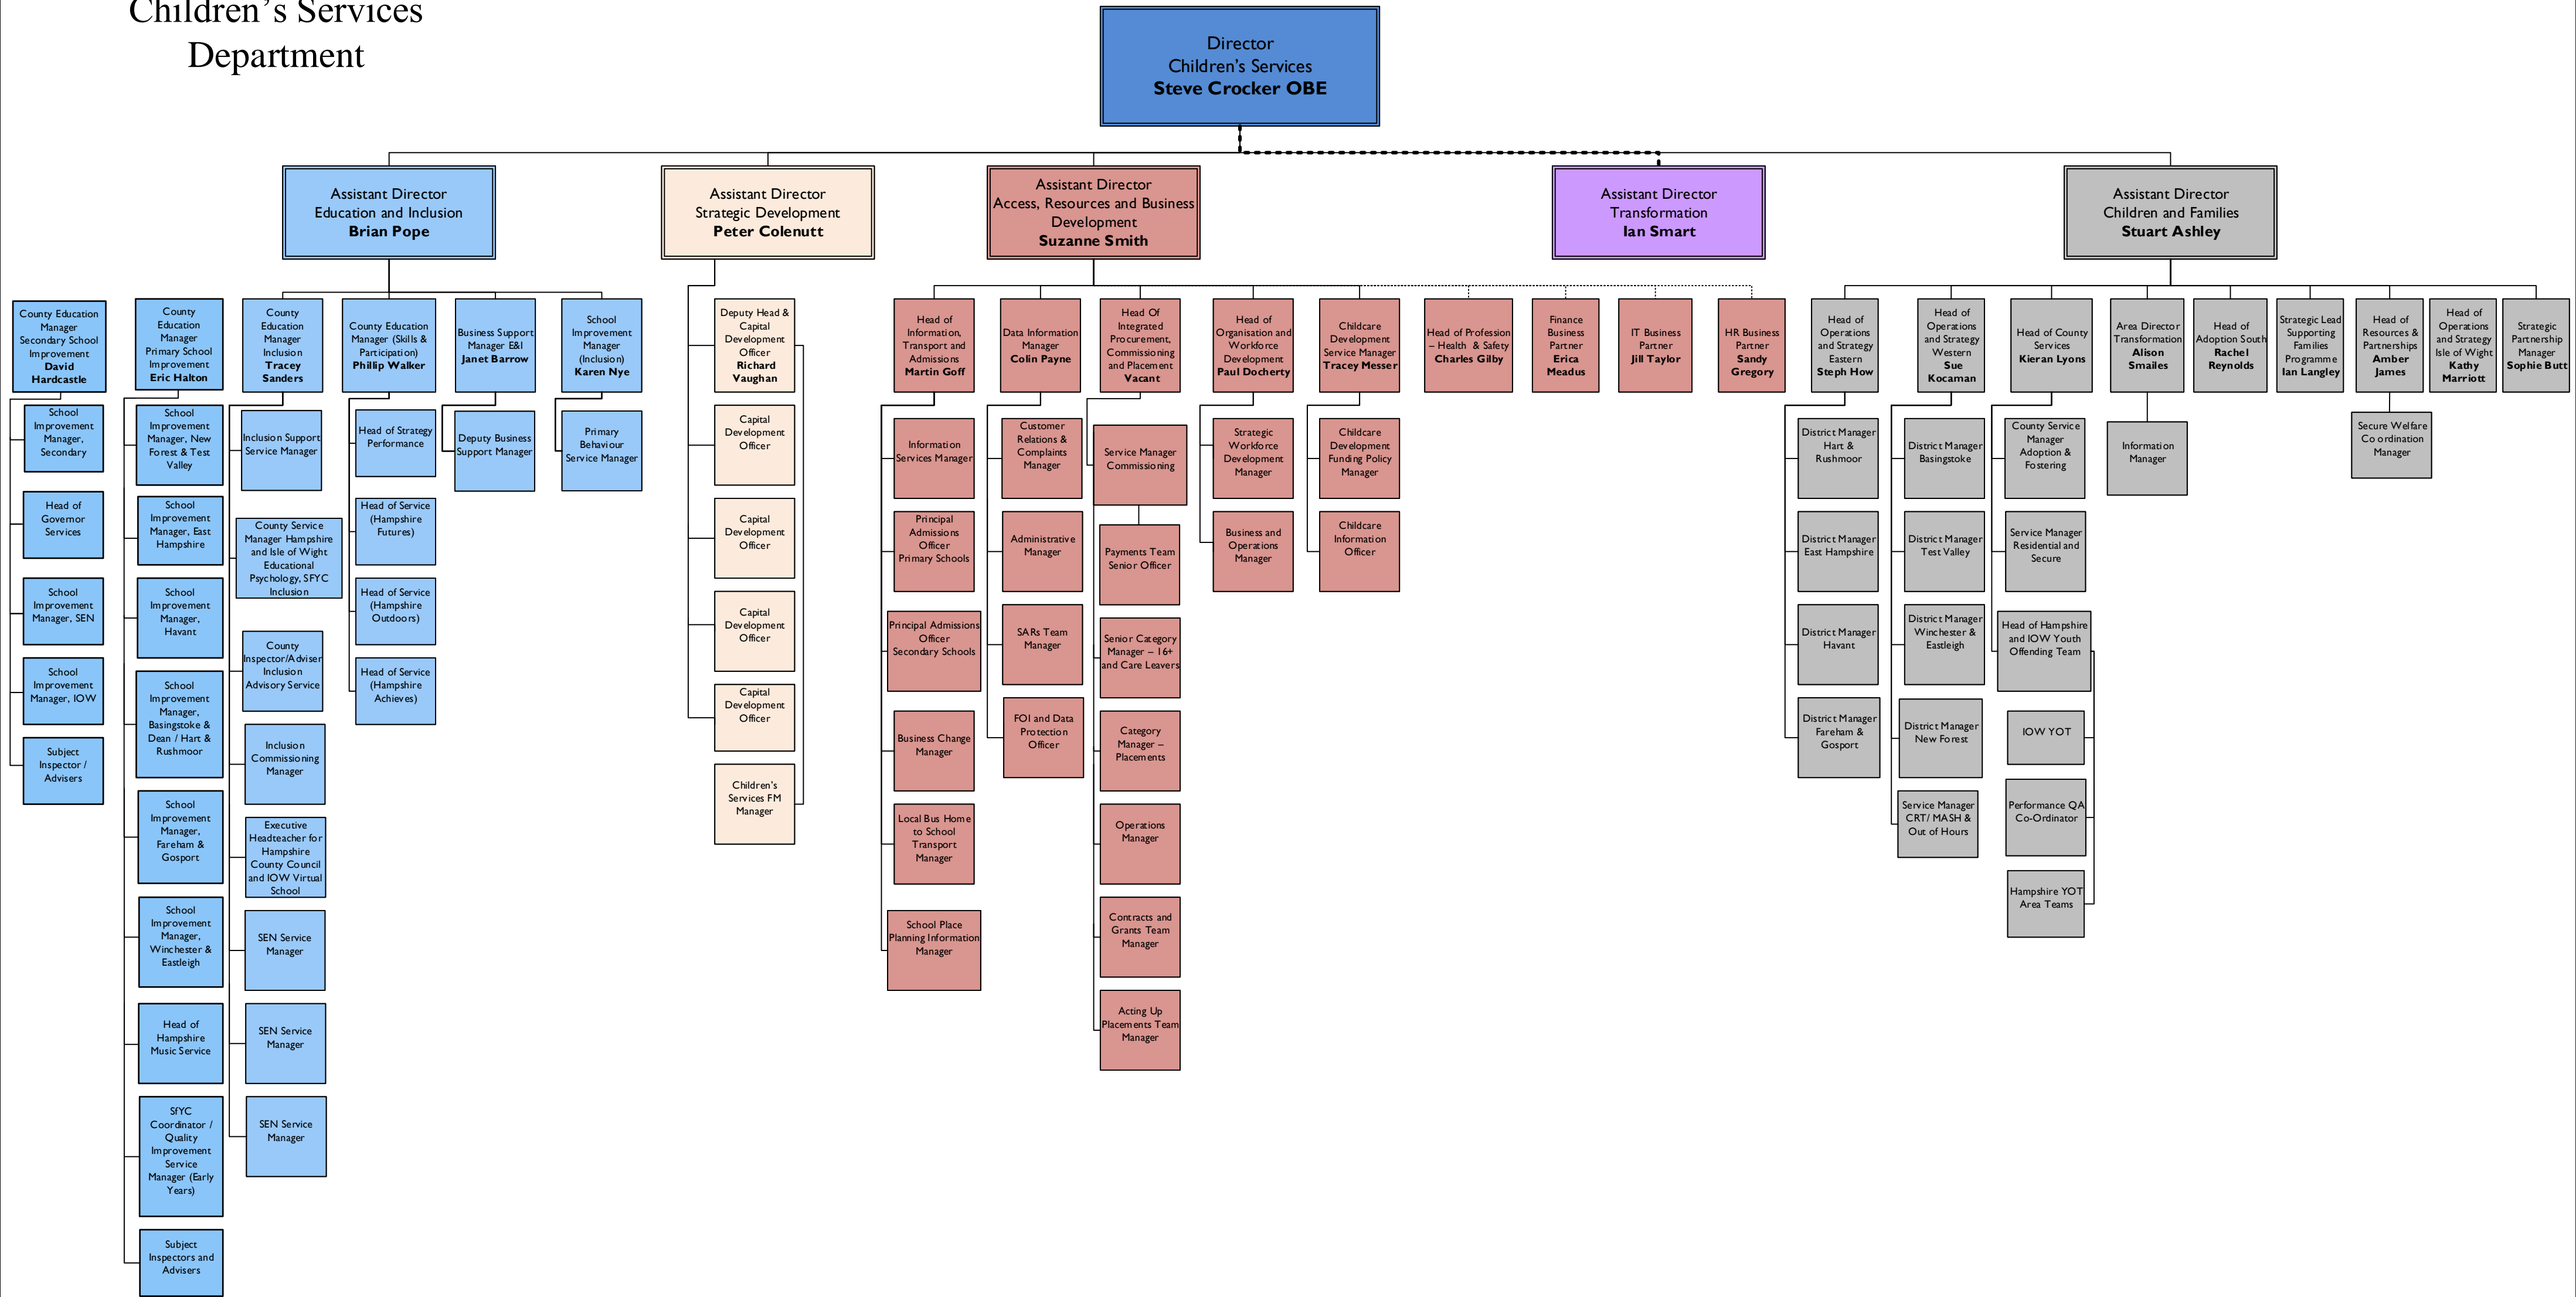 Children's Services
Department
Director
Children's Services
Steve Crocker OBE
Assistant Director
Education and Inclusion
Brian Pope
Assistant Director
Strategic Development
Peter Colenutt
Assistant Director
Access, Resources and Business
Development
Suzanne Smith
Assistant Director
Transformation
Ian Smart
Assistant Director
Children and Families
Stuart Ashley
County Education
Manager
Secondary School
Improvement
David
Hardcastle
County
Education
Manager
Primary School
Improvement
Eric Halton
County
Education
Manager
Inclusion
Tracey
Sanders
County Education
Manager (Skills &
Participation)
Phillip Walker
Business Support
Manager E&I
Janet Barrow
School
Improvement
Manager
(Inclusion)
Karen Nye
Deputy Head &
Capital
Development
Officer
Richard
Vaughan
Head of
Information,
Transport and
Admissions
Martin Goff
Data Information
Manager
Colin Payne
Head Of
Integrated
Procurement,
Commissioning
and Placement
Vacant
Head of
Organisation and
Workforce
Development
Paul Docherty
Childcare
Development
Service Manager
Tracey Messer
Head of Profession
– Health & Safety
Charles Gilby
Finance
Business
Partner
Erica
Meadus
IT Business
Partner
Jill Taylor
HR Business
Partner
Sandy
Gregory
Head of
Operations
and Strategy
Eastern
Steph How
Head of
Operations
and Strategy
Western
Sue
Kocaman
Head of County
Services
Kieran Lyons
Area Director
Transformation
Alison
Smailes
Head of
Adoption South
Rachel
Reynolds
Strategic Lead
Supporting
Families
Programme
Ian Langley
Head of
Resources &
Partnerships
Amber
James
Head of
Operations
and Strategy
Isle of Wight
Kathy
Marriott
Strategic
Partnership
Manager
Sophie Butt
School
Improvement
Manager,
Secondary
Head of
Governor
Services
School
Improvement
Manager, SEN
School
Improvement
Manager, IOW
Subject
Inspector /
Advisers
School
Improvement
Manager, New
Forest & Test
Valley
School
Improvement
Manager, East
Hampshire
School
Improvement
Manager,
Havant
School
Improvement
Manager,
Basingstoke &
Dean / Hart &
Rushmoor
School
Improvement
Manager,
Fareham &
Gosport
School
Improvement
Manager,
Winchester &
Eastleigh
Head of
Hampshire
Music Service
SfYC
Coordinator /
Quality
Improvement
Service
Manager (Early
Years)
Subject
Inspectors and
Advisers
Inclusion Support
Service Manager
County Service
Manager Hampshire
and Isle of Wight
Educational
Psychology, SFYC
Inclusion
County
Inspector/Adviser
Inclusion
Advisory Service
Inclusion
Commissioning
Manager
Executive
Headteacher for
Hampshire
County Council
and IOW Virtual
School
SEN Service
Manager
SEN Service
Manager
SEN Service
Manager
Head of Strategy
Performance
Head of Service
(Hampshire
Futures)
Head of Service
(Hampshire
Outdoors)
Head of Service
(Hampshire
Achieves)
Deputy Business
Support Manager
Primary
Behaviour
Service Manager
Capital
Development
Officer
Capital
Development
Officer
Capital
Development
Officer
Capital
Development
Officer
Children's
Services FM
Manager
Information
Services Manager
Principal
Admissions
Officer
Primary Schools
Principal Admissions
Officer
Secondary Schools
Business Change
Manager
Local Bus Home
to School
Transport
Manager
School Place
Planning Information
Manager
Customer
Relations &
Complaints
Manager
Administrative
Manager
SARs Team
Manager
FOI and Data
Protection
Officer
Service Manager
Commissioning
Payments Team
Senior Officer
Senior Category
Manager – 16+
and Care Leavers
Category
Manager –
Placements
Operations
Manager
Contracts and
Grants Team
Manager
Acting Up
Placements Team
Manager
Strategic
Workforce
Development
Manager
Business and
Operations
Manager
Childcare
Development
Funding Policy
Manager
Childcare
Information
Officer
District Manager
Hart &
Rushmoor
District Manager
East Hampshire
District Manager
Havant
District Manager
Fareham &
Gosport
District Manager
Basingstoke
District Manager
Test Valley
District Manager
Winchester &
Eastleigh
District Manager
New Forest
Service Manager
CRT/ MASH &
Out of Hours
County Service
Manager
Adoption &
Fostering
Service Manager
Residential and
Secure
Head of Hampshire
and IOW Youth
Offending Team
IOW YOT
Performance QA
Co-Ordinator
Hampshire YOT
Area Teams
Information
Manager
Secure Welfare
Co ordination
Manager